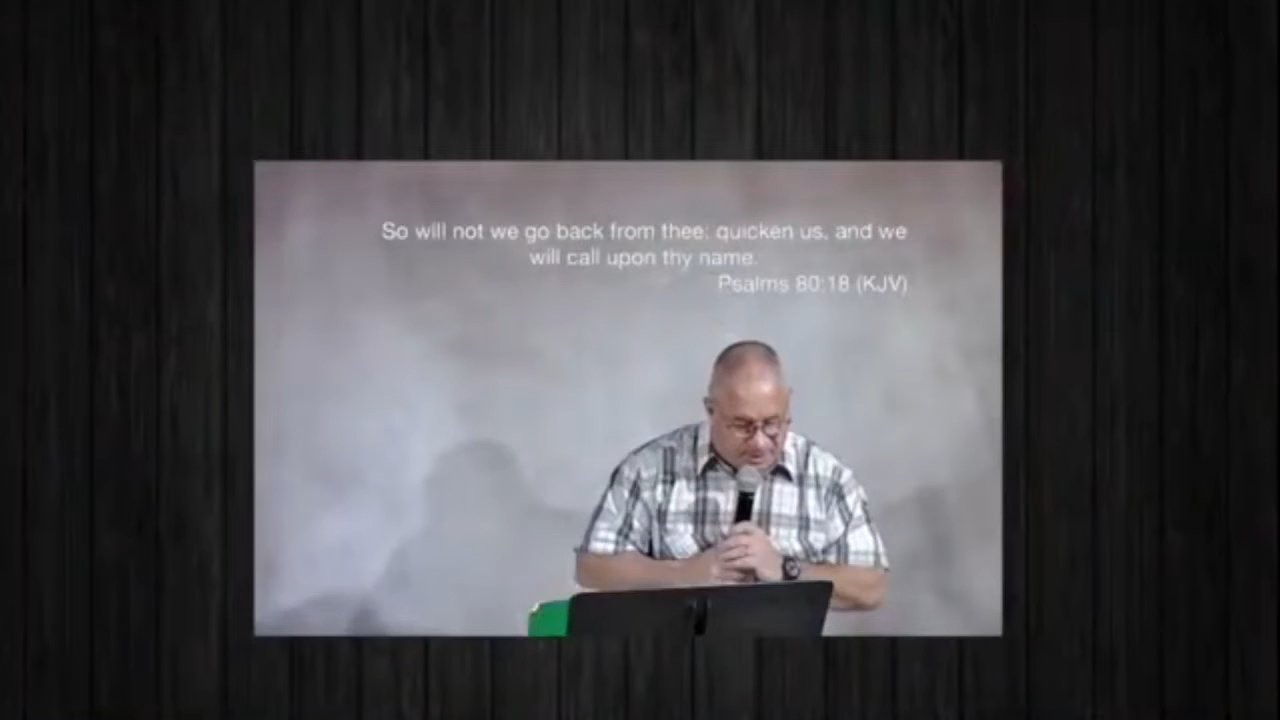 So will not we go back from thee: quicken us, and we
will call upon thy name.
Psalms 80:18 (KJV)